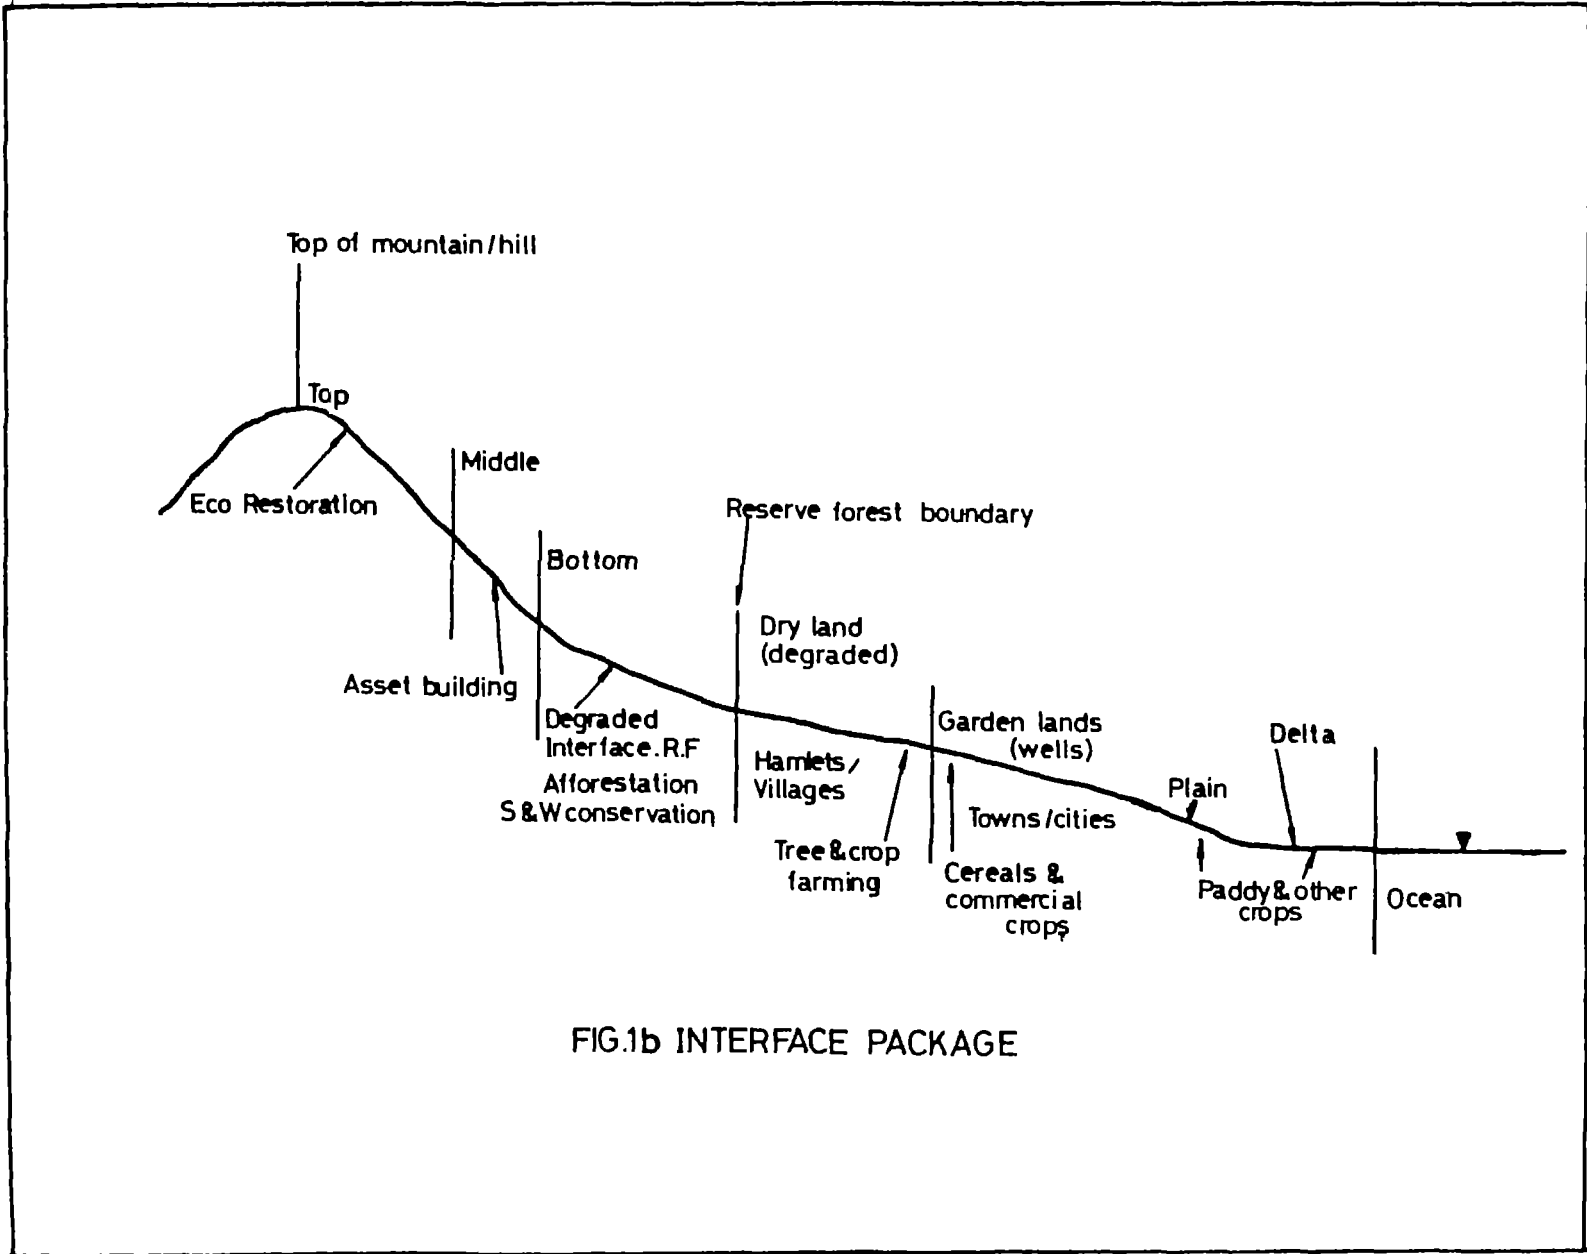 Top of mountain/hill
Top
Middle
Eco Restoration
Reserve forest boundary
Bottom
Dry land
(degraded)
Asset building
Degraded
Interface.R.F
Afforestation
S & W conservation
Hamlets/
Villages
Garden lands
(wells)
Delta
Plain
Towns/cities
Tree & crop
farming
Cereals &
commercial
crops
Paddy & other
crops
Ocean
FIG.1b INTERFACE PACKAGE